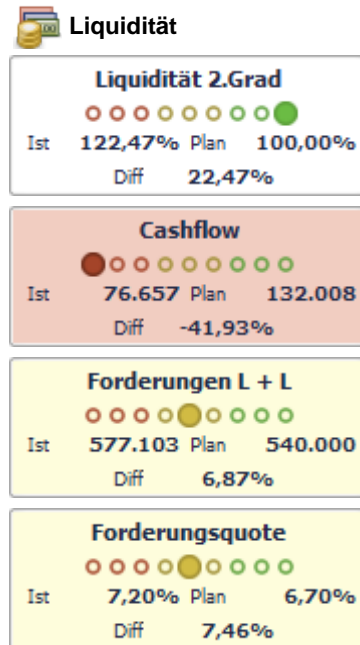 Liquidität
Liquidität 2.Grad
Ist 122,47% Plan 100,00%
Diff 22,47%
Cashflow
Ist 76.657 Plan 132.008
Diff -41,93%
Forderungen L + L
Ist 577.103 Plan 540.000
Diff 6,87%
Forderungsquote
Ist 7,20% Plan 6,70%
Diff 7,46%